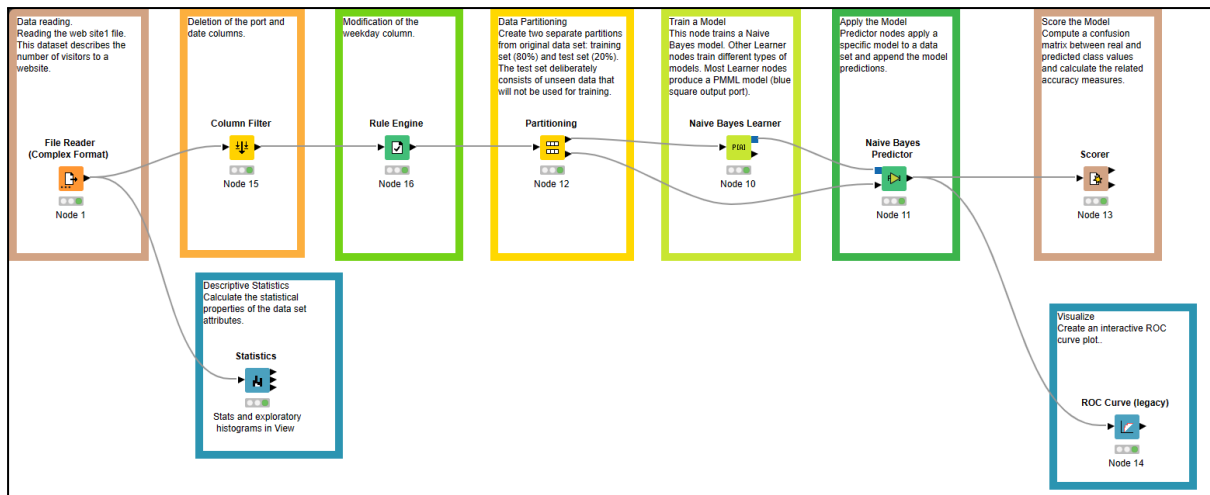 Data reading.
Reading the web site1 file.
This dataset describes the
number of visitors to a
website.
File Reader
(Complex Format)
Node 1
Deletion of the port and
date columns.
Column Filter
Node 15
Modification of the
weekday column.
Rule Engine
Node 16
Data Partitioning
Create two separate partitions
from original data set: training
set (80%) and test set (20%).
The test set deliberately
consists of unseen data that
will not be used for training.
Partitioning
Node 12
Train a Model
This node trains a Naive
Bayes model. Other Learner
nodes train different types of
models. Most Learner nodes
produce a PMML model (blue
square output port).
Naive Bayes Learner
P(A|)
Node 10
Apply the Model
Predictor nodes apply a
specific model to a data
set and append the model
predictions.
Naive Bayes
Predictor
Node 11
Score the Model
Compute a confusion
matrix between real and
predicted class values
and calculate the related
accuracy measures.
Scorer
Node 13
Descriptive Statistics
Calculate the statistical
properties of the data set
attributes.
Statistics
Stats and exploratory
histograms in View
Visualize
Create an interactive ROC
curve plot..
ROC Curve (legacy)
Node 14